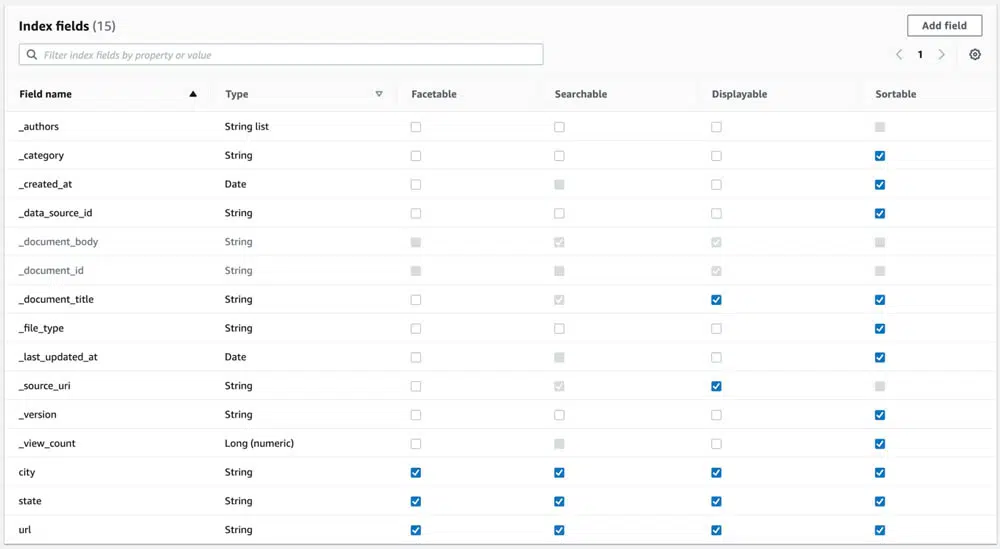 Index fields (15)
Add field
Filter index fields by property or value
1
Field name Type Facetable Searchable Displayable Sortable
_authors String list
_category String
_created_at Date
_data_source_id String
_document_body String
_document_id String
_document_title String
_file_type String
_last_updated_at Date
_source_uri String
_version String
_view_count Long (numeric)
city String
state String
url String